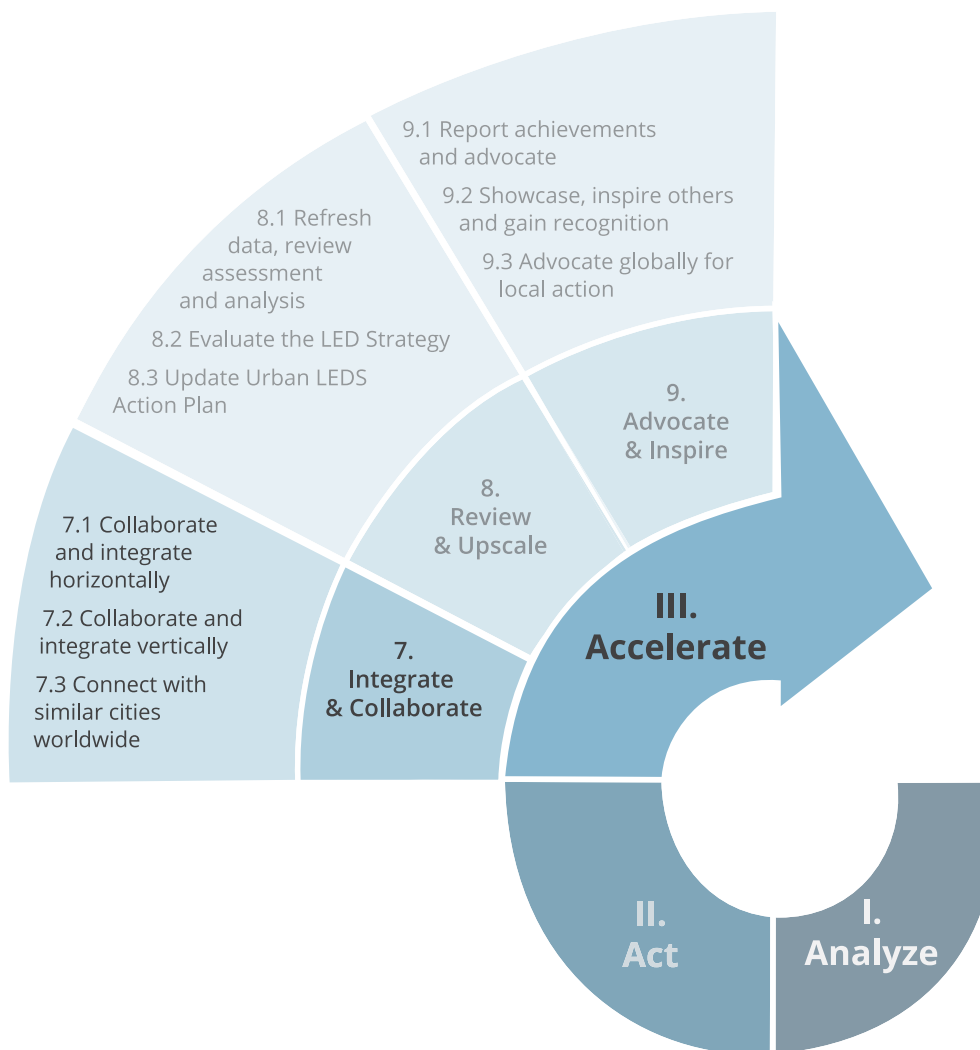 9.1 Report achievements
and advocate
9.2 Showcase, inspire others
and gain recognition
9.3 Advocate globally for
local action
8.1 Refresh
data, review
assessment
and analysis
8.2 Evaluate the LED Strategy
8.3 Update Urban LEDS
Action Plan
9.
Advocate
& Inspire
8.
Review
& Upscale
7.1 Collaborate
and integrate
horizontally
7.2 Collaborate and
integrate vertically
7.3 Connect with
similar cities
worldwide
7.
Integrate
& Collaborate
III.
Accelerate
II.
Act
I.
Analyze